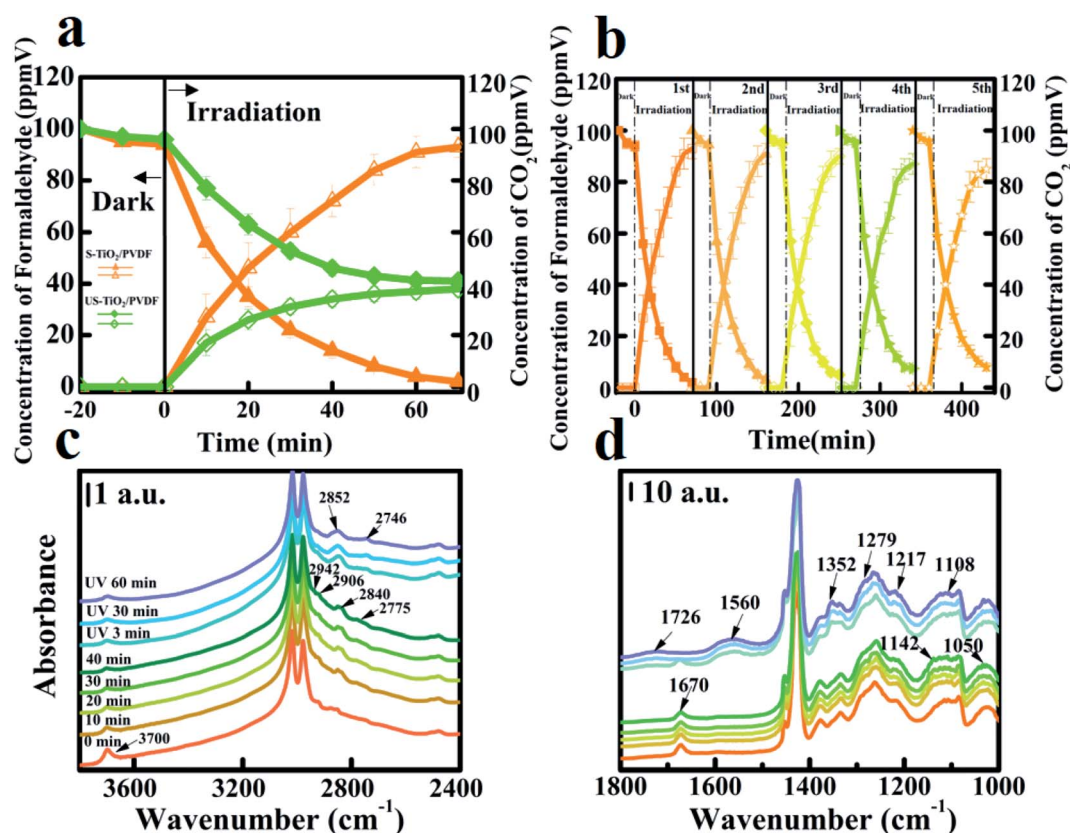 a
Concentration of Formaldehyde (ppmV)
120
100
80
60
40
20
0
Irradiation
Dark
S-TiO2/PVDF
US-TiO2/PVDF
120
100
80
60
40
20
0
Concentration of CO2(ppmV)
-20 0 20 40 60
Time (min)
b
Concentration of Formaldehyde (ppmV)
120
100
80
60
40
20
0
Dark 1st Dark 2nd Dark 3rd Dark 4th Dark 5th
Irradiation Irradiation Irradiation Irradiation Irradiation
120
100
80
60
40
20
0
Concentration of CO2(ppmV)
0 100 200 300 400
Time(min)
c
1 a.u.
Absorbance
2852
2746
2942
2906
2840
2775
UV 60 min
UV 30 min
UV 3 min
40 min
30 min
20 min
10 min
0 min
3700
3600 3200 2800 2400
Wavenumber (cm-1)
d
10 a.u.
1279
1352
1217
1108
1726
1560
1142
1050
1670
1800 1600 1400 1200 1000
Wavenumber (cm-1)